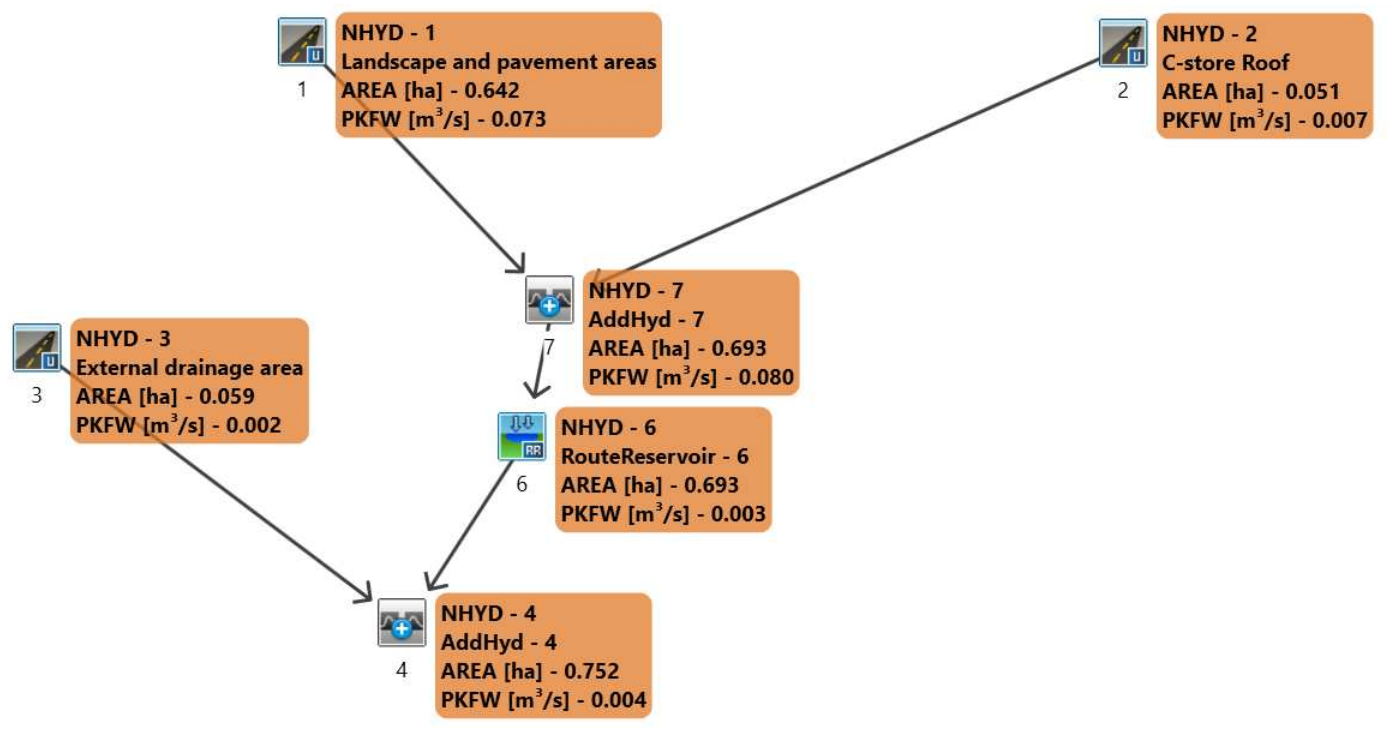 NHYD - 1
Landscape and pavement areas
AREA [ha] - 0.642
PKFW [m³/s] - 0.073
U
1
NHYD - 2
C-store Roof
AREA [ha] - 0.051
PKFW [m³/s] - 0.007
U
2
NHYD - 7
AddHyd - 7
AREA [ha] - 0.693
PKFW [m³/s] - 0.080
7
NHYD - 3
External drainage area
AREA [ha] - 0.059
PKFW [m³/s] - 0.002
U
3
NHYD - 6
RouteReservoir - 6
AREA [ha] - 0.693
PKFW [m³/s] - 0.003
RR
6
NHYD - 4
AddHyd - 4
AREA [ha] - 0.752
PKFW [m³/s] - 0.004
4